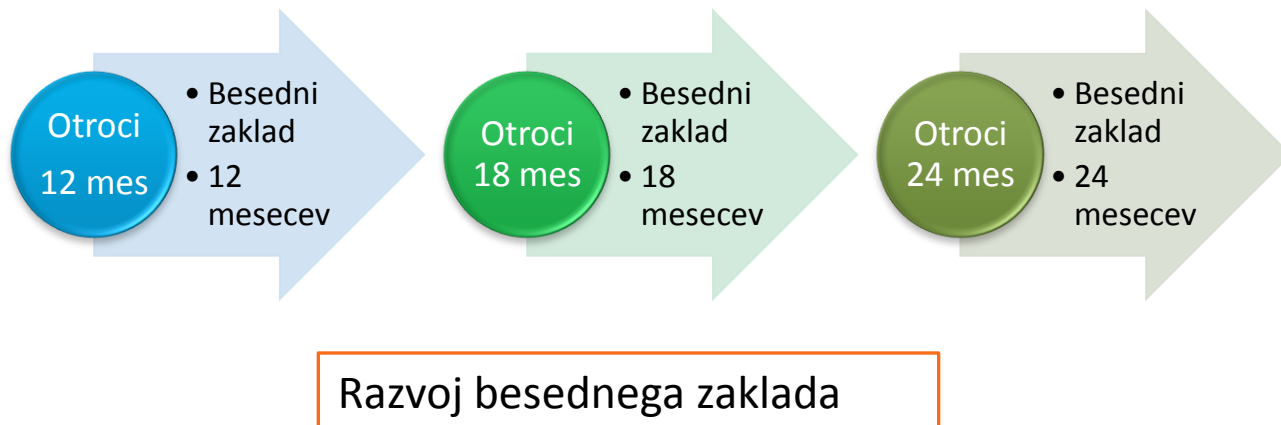 Otroci
12 mes
• Besedni
zaklad
• 12
mesecev
Otroci
18 mes
• Besedni
zaklad
• 18
mesecev
Otroci
24 mes
• Besedni
zaklad
• 24
mesecev
Razvoj besednega zaklada